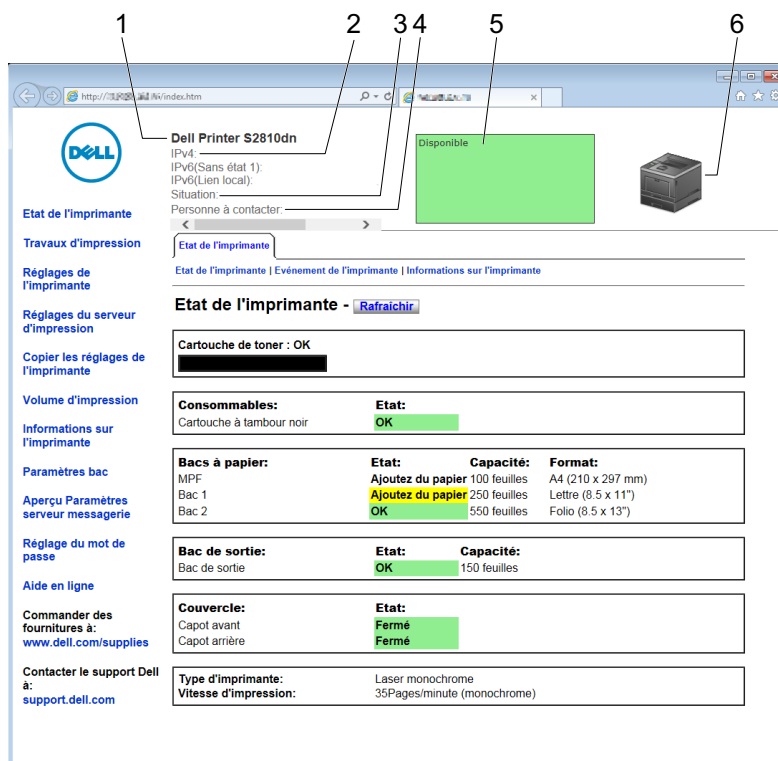 1 2 3 4 5 6
http:// /index.htm
DELL
Dell Printer S2810dn
IPv4:
IPv6(Sans état 1):
IPv6(Lien local):
Situation:
Personne à contacter:
Disponible
Etat de l'imprimante
Travaux d'impression
Réglages de
l'imprimante
Réglages du serveur
d'impression
Copier les réglages de
l'imprimante
Volume d'impression
Informations sur
l'imprimante
Paramètres bac
Aperçu Paramètres
serveur messagerie
Réglage du mot de
passe
Aide en ligne
Commander des
fournitures à:
www.dell.com/supplies
Contacter le support Dell
à:
support.dell.com
Etat de l'imprimante
Etat de l'imprimante | Evénement de l'imprimante | Informations sur l'imprimante
Etat de l'imprimante - Rafraîchir
Cartouche de toner : OK
Consommables: Etat:
Cartouche à tambour noir OK
Bacs à papier: Etat: Capacité: Format:
MPF Ajoutez du papier 100 feuilles A4 (210 x 297 mm)
Bac 1 Ajoutez du papier 250 feuilles Lettre (8.5 x 11")
Bac 2 OK 550 feuilles Folio (8.5 x 13")
Bac de sortie: Etat: Capacité:
Bac de sortie OK 150 feuilles
Couvercle: Etat:
Capot avant Fermé
Capot arrière Fermé
Type d'imprimante: Laser monochrome
Vitesse d'impression: 35Pages/minute (monochrome)